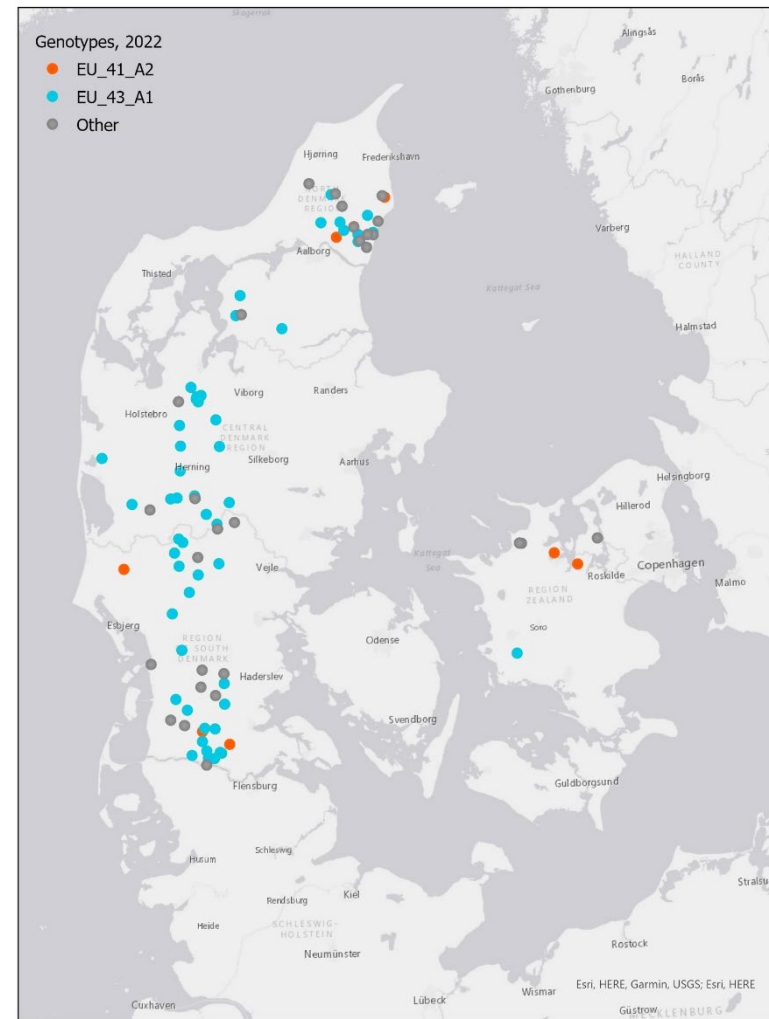 Skagerrak
Genotypes, 2022
EU_41_A2
EU_43_A1
Other
Alingsås
Gothenburg
Borås
Hjørring
Frederikshavn
NORTH
DENMARK
REGION
Varberg
Aalborg
HALLAND
COUNTY
Thisted
Kattegat Sea
Halmstad
Viborg
Randers
Holstebro
CENTRAL
DENMARK
REGION
Herning
Silkeborg
Aarhus
Helsingborg
Hillerod
Kattegat
Sea
Copenhagen
Vejle
Roskilde
Malmo
REGION
ZEALAND
Esbjerg
Soro
REGION
OF SOUTH
DENMARK
Odense
Haderslev
Svendborg
Guldborgsund
Flensburg
Schleswig
Husum
Stralsu
Rendsburg
Kiel
Heide
SCHLESWIG-
HOLSTEIN
Neumünster
Rostock
Wismar
Esri, HERE, Garmin, USGS; Esri, HERE
Cuxhaven
Lübeck
Güstrow
MECKLENBURG